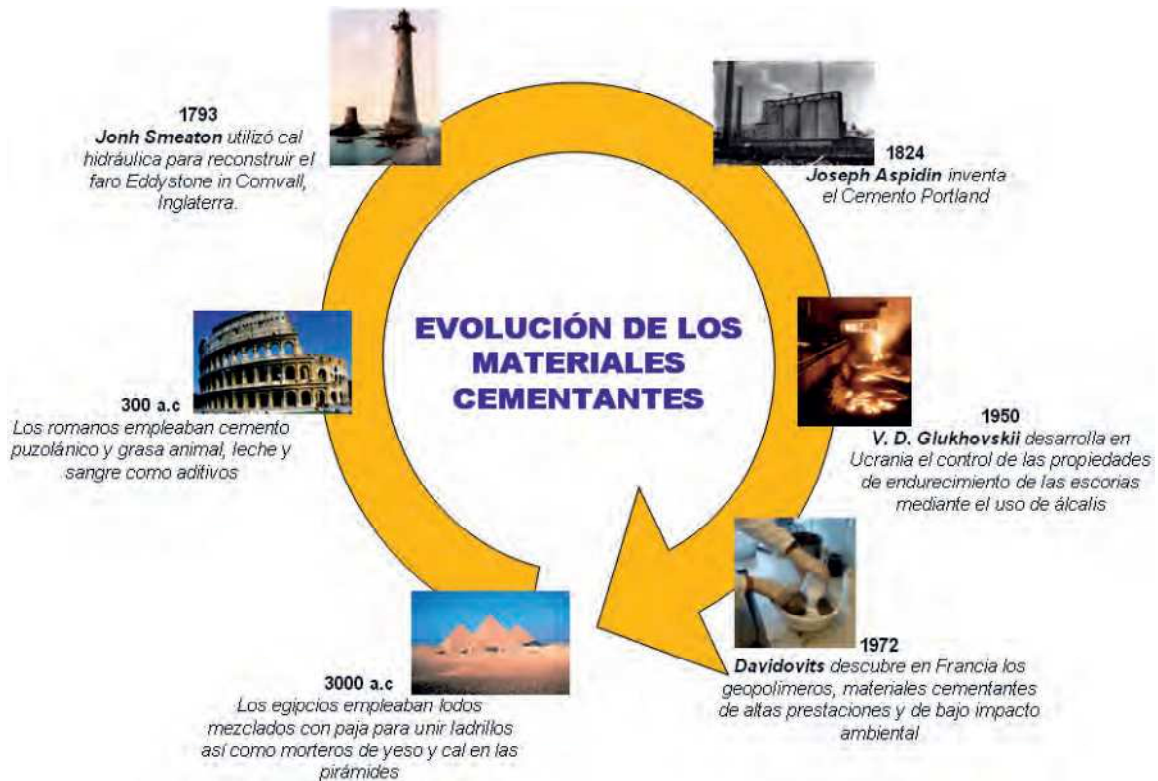 EVOLUCIÓN DE LOS
MATERIALES
CEMENTANTES
3000 a.c
Los egipcios empleaban lodos
mezclados con paja para unir ladrillos
así como morteros de yeso y cal en las
pirámides
300 a.c
Los romanos empleaban cemento
puzolánico y grasa animal, leche y
sangre como aditivos
1793
Jonh Smeaton utilizó cal
hidráulica para reconstruir el
faro Eddystone in Cornvall,
Inglaterra.
1824
Joseph Aspidin inventa
el Cemento Portland
1950
V. D. Glukhovskii desarrolla en
Ucrania el control de las propiedades
de endurecimiento de las escorias
mediante el uso de álcalis
1972
Davidovits descubre en Francia los
geopolímeros, materiales cementantes
de altas prestaciones y de bajo impacto
ambiental